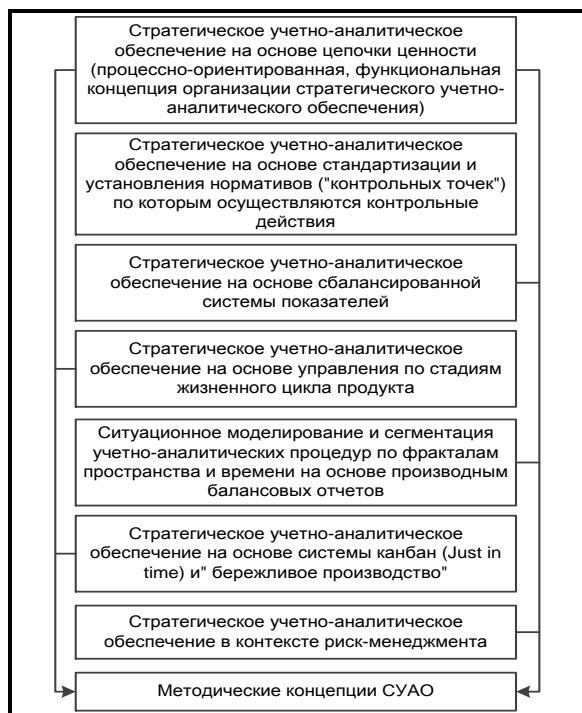 Стратегическое учетно-аналитическое
обеспечение на основе цепочки ценности
(процессно-ориентированная, функциональная
концепция организации стратегического учетно-
аналитического обеспечения)
Стратегическое учетно-аналитическое
обеспечение на основе стандартизации и
установления нормативов ("контрольных точек")
по которым осуществляются контрольные
действия
Стратегическое учетно-аналитическое
обеспечение на основе сбалансированной
системы показателей
Стратегическое учетно-аналитическое
обеспечение на основе управления по стадиям
жизненного цикла продукта
Ситуационное моделирование и сегментация
учетно-аналитических процедур по фракталам
пространства и времени на основе производным
балансовых отчетов
Стратегическое учетно-аналитическое
обеспечение на основе системы канбан (Just in
time) и" бережливое производство"
Стратегическое учетно-аналитическое
обеспечение в контексте риск-менеджмента
Методические концепции СУАО